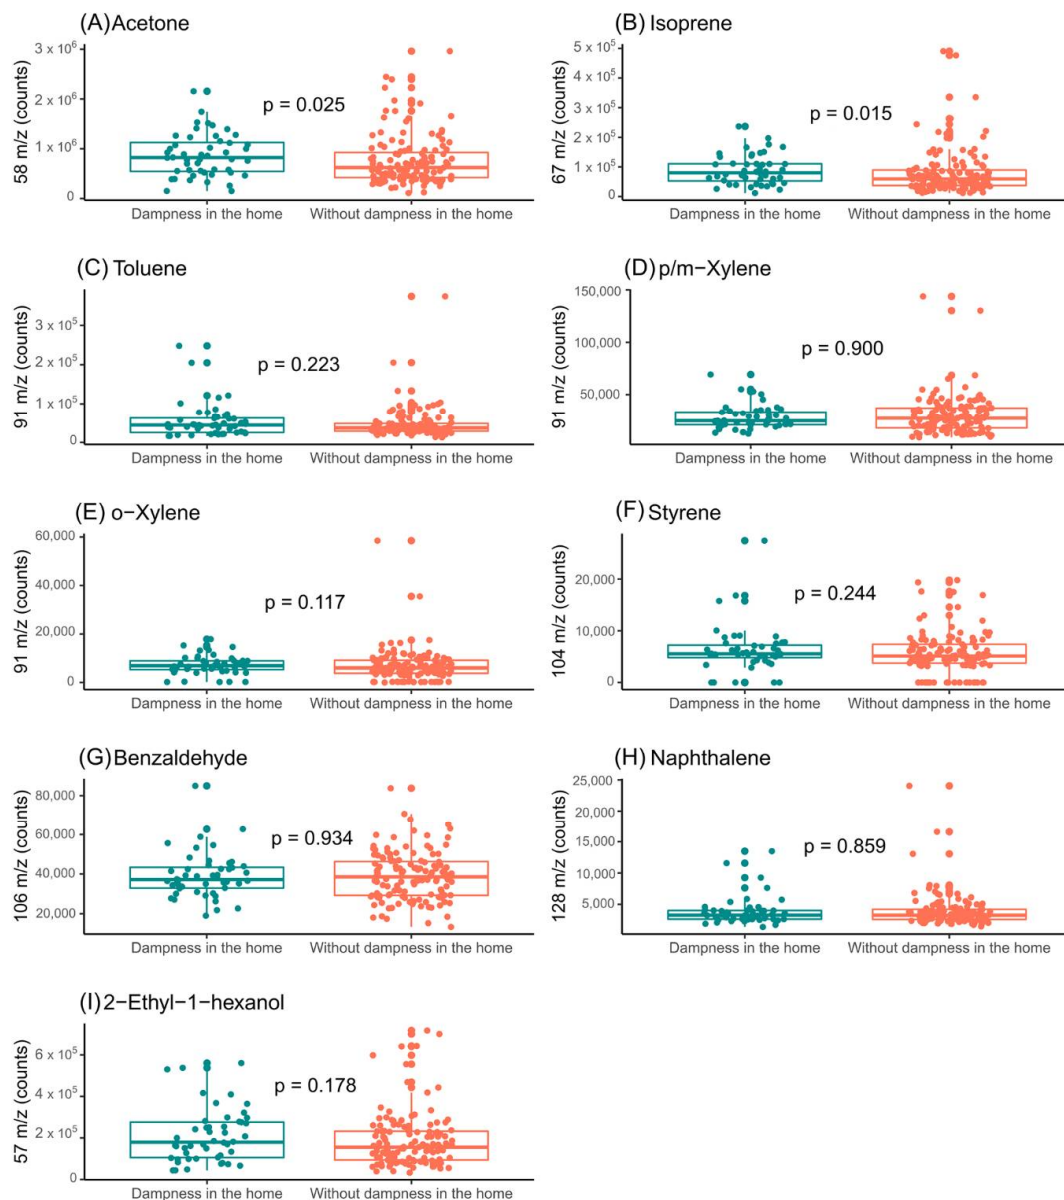 (A) Acetone
58 m/z (counts)
3 x 10⁶
2 x 10⁶
1 x 10⁶
0
p = 0.025
Dampness in the home
Without dampness in the home
(B) Isoprene
67 m/z (counts)
5 x 10⁵
4 x 10⁵
3 x 10⁵
2 x 10⁵
1 x 10⁵
0
p = 0.015
Dampness in the home
Without dampness in the home
(C) Toluene
91 m/z (counts)
3 x 10⁵
2 x 10⁵
1 x 10⁵
0
p = 0.223
Dampness in the home
Without dampness in the home
(D) p/m−Xylene
91 m/z (counts)
150,000
100,000
50,000
p = 0.900
Dampness in the home
Without dampness in the home
(E) o−Xylene
91 m/z (counts)
60,000
40,000
20,000
0
p = 0.117
Dampness in the home
Without dampness in the home
(F) Styrene
104 m/z (counts)
20,000
10,000
0
p = 0.244
Dampness in the home
Without dampness in the home
(G) Benzaldehyde
106 m/z (counts)
80,000
60,000
40,000
20,000
p = 0.934
Dampness in the home
Without dampness in the home
(H) Naphthalene
128 m/z (counts)
25,000
20,000
15,000
10,000
5,000
p = 0.859
Dampness in the home
Without dampness in the home
(I) 2−Ethyl−1−hexanol
57 m/z (counts)
6 x 10⁵
4 x 10⁵
2 x 10⁵
0
p = 0.178
Dampness in the home
Without dampness in the home